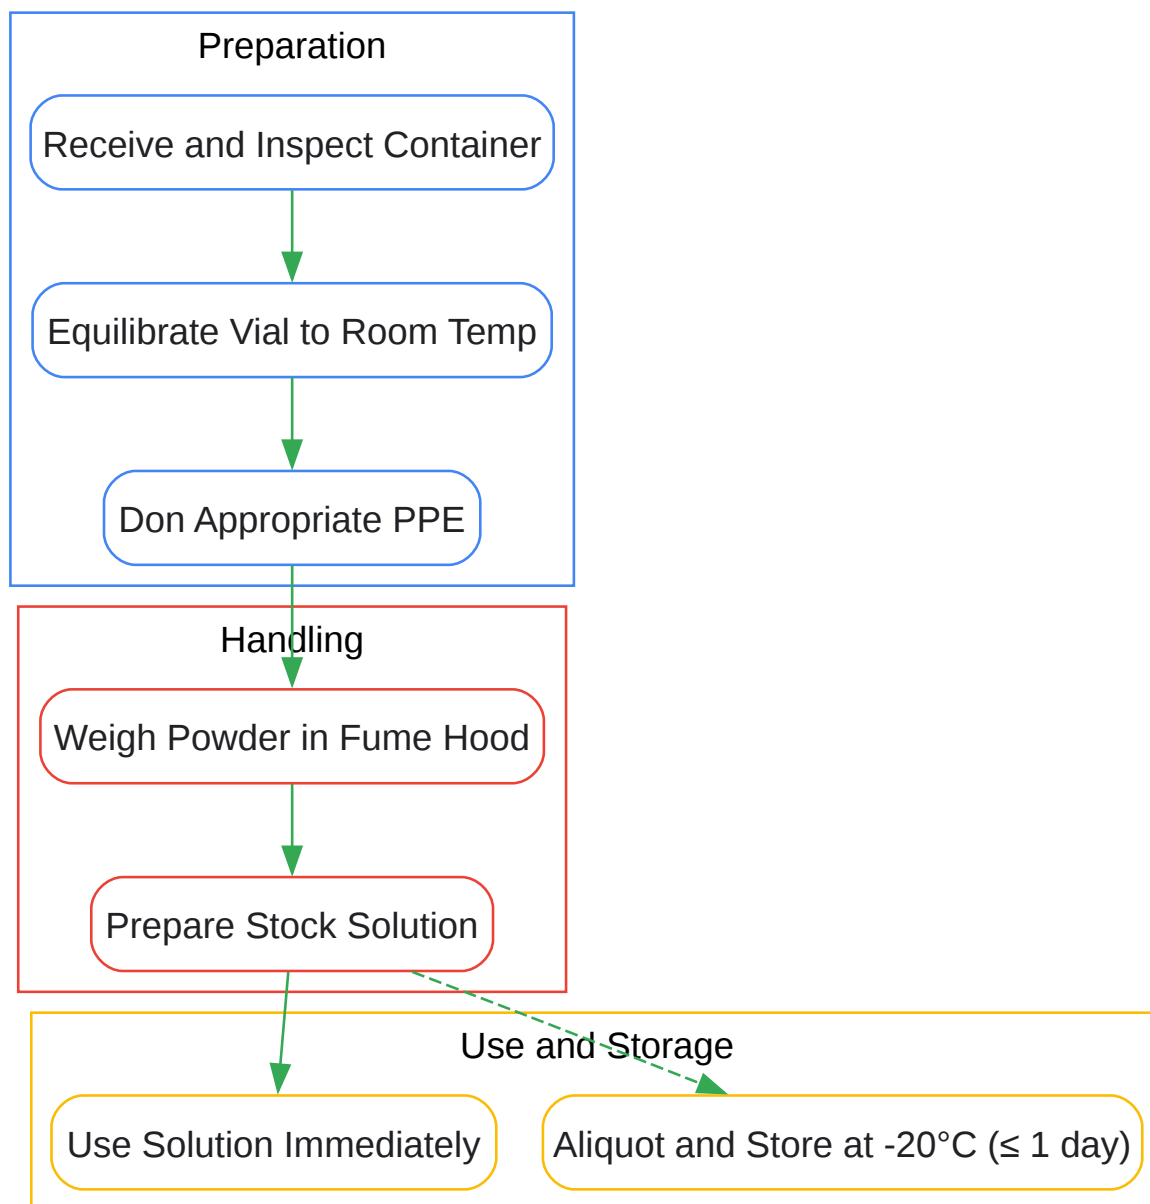 Preparation
Receive and Inspect Container
Equilibrate Vial to Room Temp
Don Appropriate PPE
Handling
Weigh Powder in Fume Hood
Prepare Stock Solution
Use and Storage
Use Solution Immediately
Aliquot and Store at -20°C (≤ 1 day)